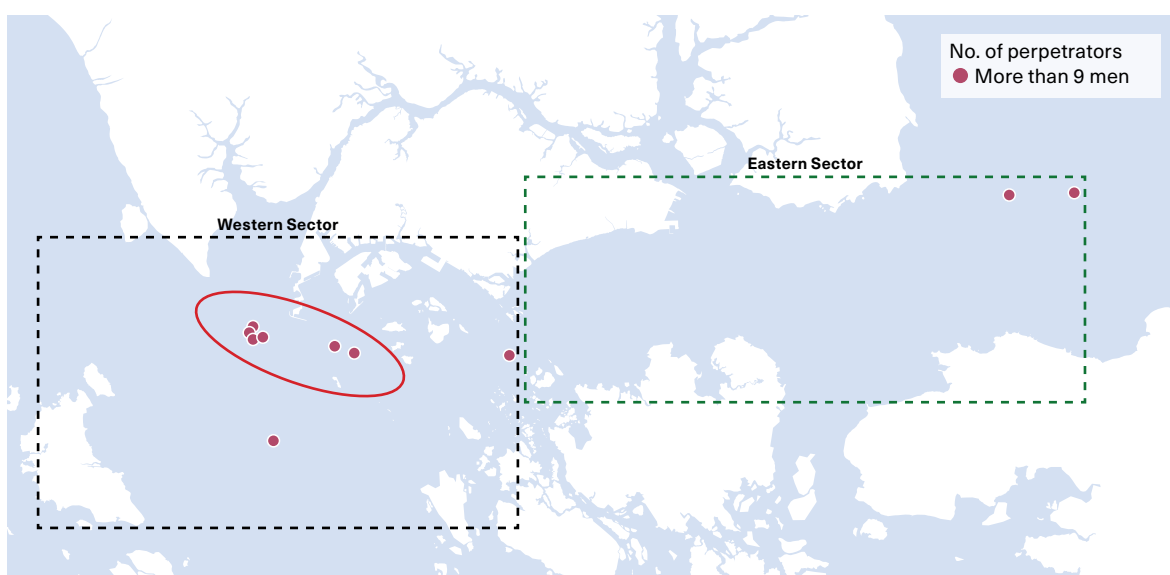 No. of perpetrators
More than 9 men
Eastern Sector
Western Sector